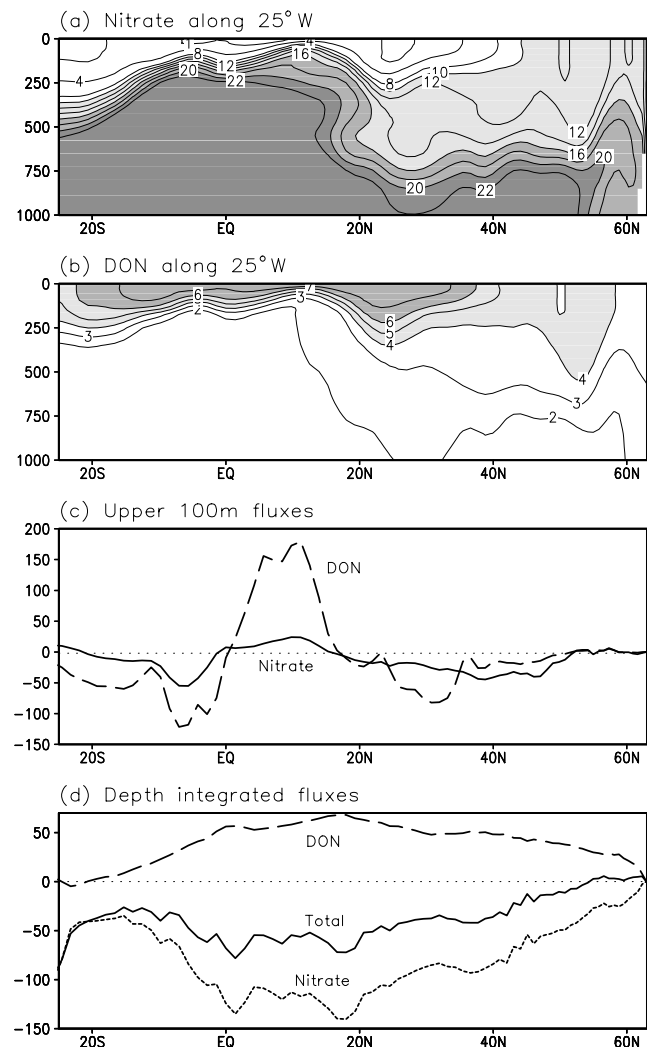 (a) Nitrate along 25°W
0
250
500
750
1000
1
4
8
12
16
20
22
4
8
10
12
12
16
20
20
22
20S
EQ
20N
40N
60N
(b) DON along 25°W
0
250
500
750
1000
7
6
3
2
3
6
5
4
4
3
2
20S
EQ
20N
40N
60N
(c) Upper 100m fluxes
200
150
100
50
0
-50
-100
-150
DON
Nitrate
20S
EQ
20N
40N
60N
(d) Depth integrated fluxes
50
0
-50
-100
-150
DON
Total
Nitrate
20S
EQ
20N
40N
60N